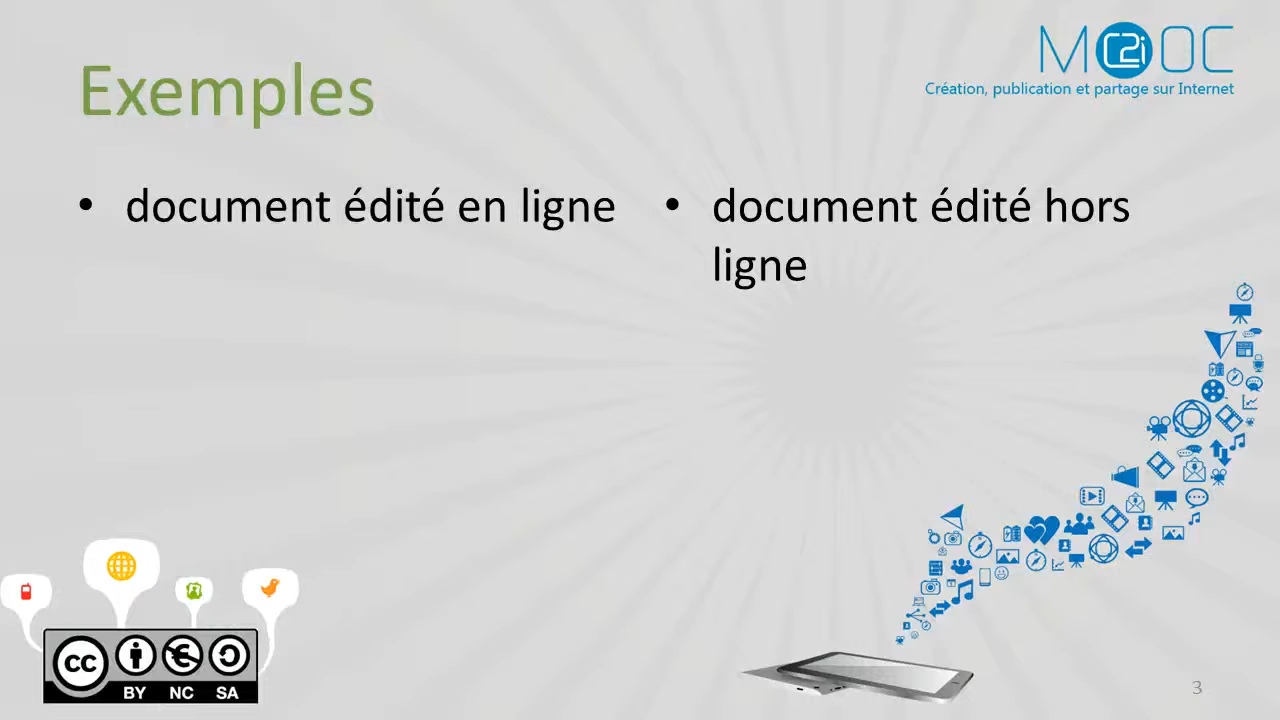 MC2iOOC
Création, publication et partage sur Internet
Exemples
• document édité en ligne
• document édité hors
ligne
cc
BY NC SA
3